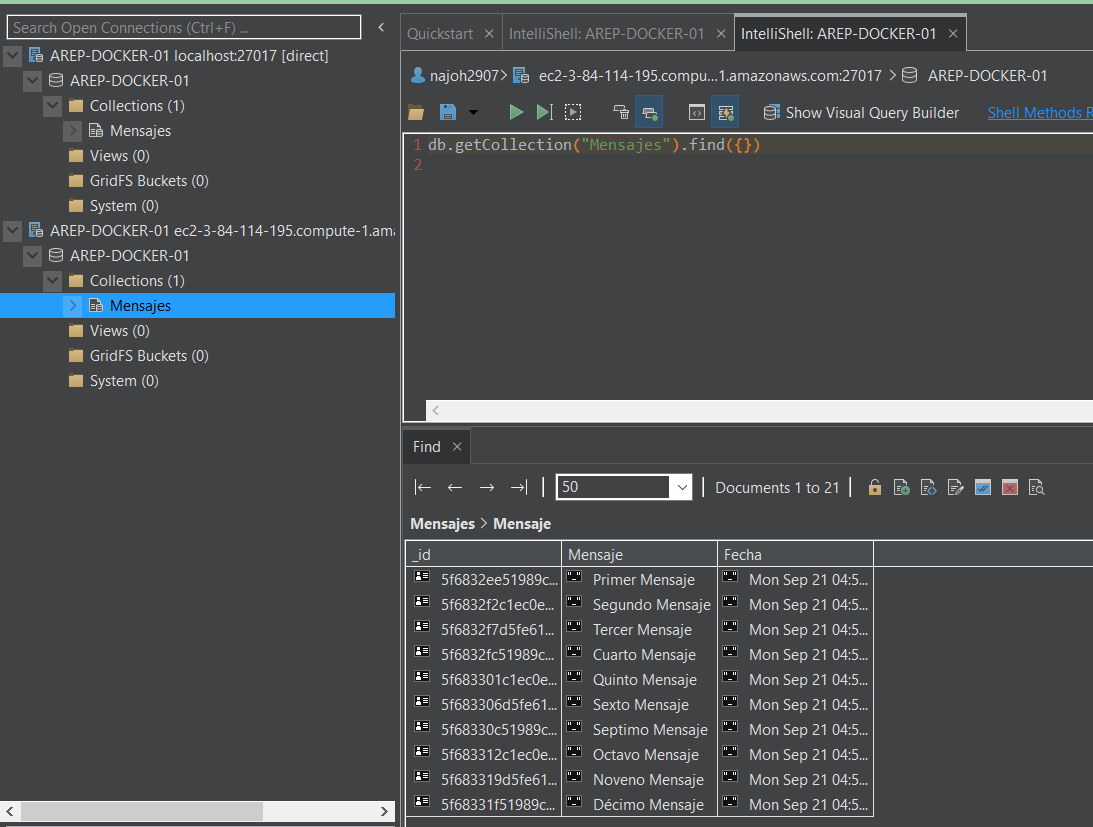 Search Open Connections (Ctrl+F) ...
AREP-DOCKER-01 localhost:27017 [direct]
AREP-DOCKER-01
Collections (1)
Mensajes
Views (0)
GridFS Buckets (0)
System (0)
AREP-DOCKER-01 ec2-3-84-114-195.compute-1.ama
AREP-DOCKER-01
Collections (1)
Mensajes
Views (0)
GridFS Buckets (0)
System (0)
Quickstart IntelliShell: AREP-DOCKER-01 IntelliShell: AREP-DOCKER-01
najoh2907> ec2-3-84-114-195.compu...1.amazonaws.com:27017 > AREP-DOCKER-01
Show Visual Query Builder Shell Methods R
1 db.getCollection("Mensajes").find({})
2
Find
50 Documents 1 to 21
Mensajes > Mensaje
_id Mensaje Fecha
5f6832ee51989c... Primer Mensaje Mon Sep 21 04:5...
5f6832f2c1ec0e... Segundo Mensaje Mon Sep 21 04:5...
5f6832f7d5fe61... Tercer Mensaje Mon Sep 21 04:5...
5f6832fc51989c... Cuarto Mensaje Mon Sep 21 04:5...
5f683301c1ec0e... Quinto Mensaje Mon Sep 21 04:5...
5f683306d5fe61... Sexto Mensaje Mon Sep 21 04:5...
5f68330c51989c... Septimo Mensaje Mon Sep 21 04:5...
5f683312c1ec0e... Octavo Mensaje Mon Sep 21 04:5...
5f683319d5fe61... Noveno Mensaje Mon Sep 21 04:5...
5f68331f51989c... Décimo Mensaje Mon Sep 21 04:5...